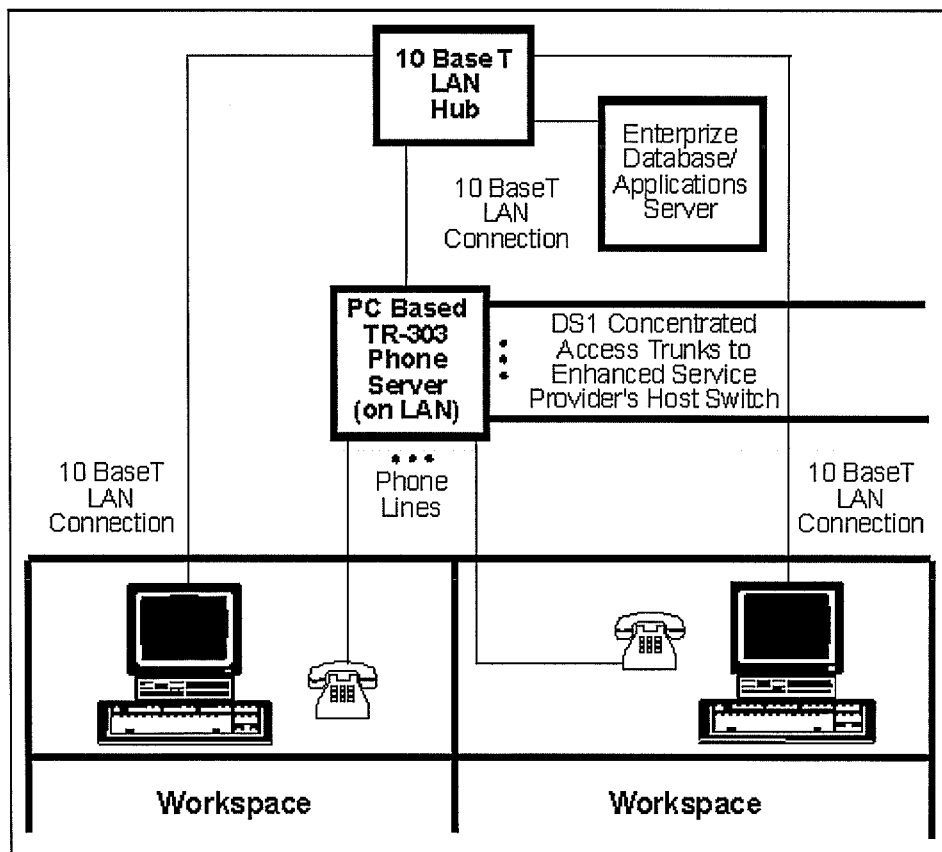 10 Base T
LAN
Hub
Enterprize
Database/
Applications
Server
10 BaseT
LAN
Connection
PC Based
TR-303
Phone
Server
(on LAN)
DS1 Concentrated
Access Trunks to
Enhanced Service
Provider's Host Switch
Phone
Lines
10 BaseT
LAN
Connection
10 BaseT
LAN
Connection
Workspace
Workspace